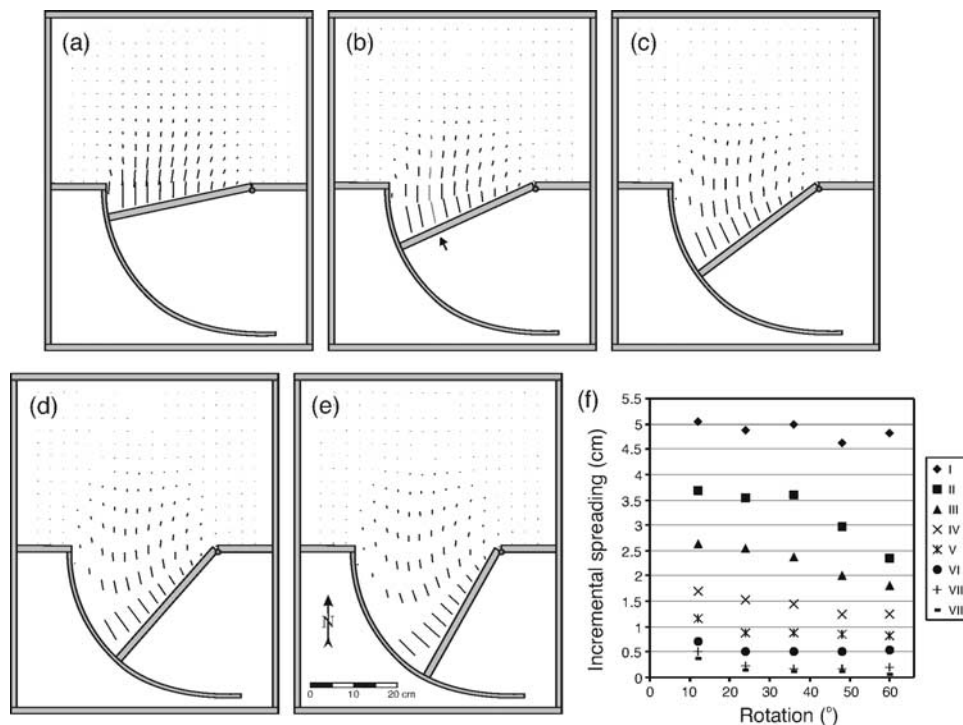 (a)
(b)
(c)
(d)
(e)
N
0 10 20 cm
(f)
Incremental spreading (cm)
5.5
5
4.5
4
3.5
3
2.5
2
1.5
1
0.5
0
0 10 20 30 40 50 60
Rotation (º)
I
II
III
IV
V
VI
VII
VII